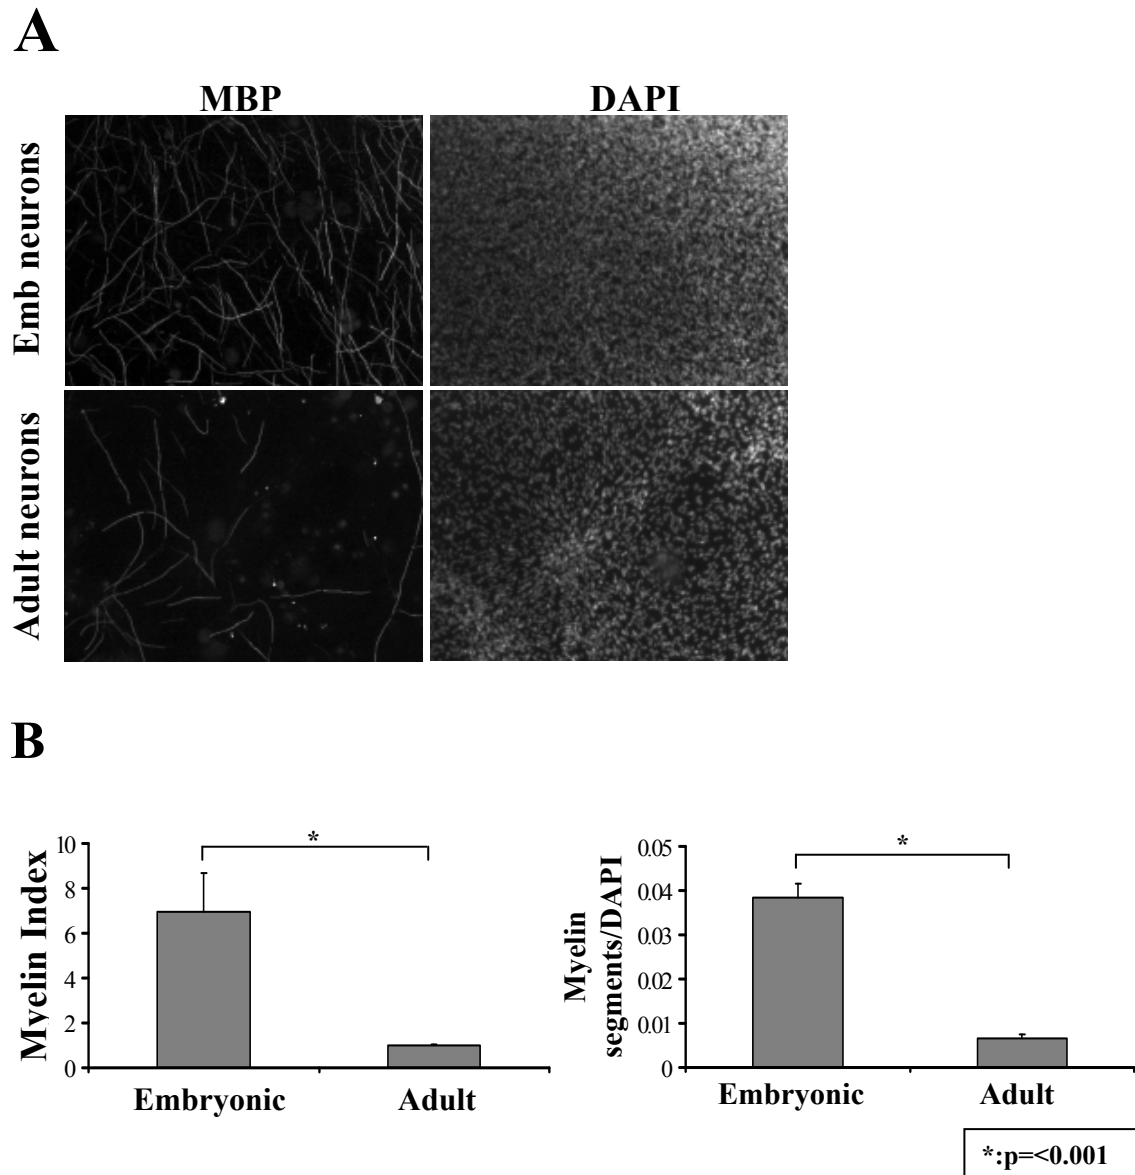 A
MBP DAPI
Emb neurons
Adult neurons
B
Myelin Index
10
8
6
4
2
0
*
Embryonic Adult
Myelin
segments/DAPI
0.05
0.04
0.03
0.02
0.01
0
*
Embryonic Adult
*:p=<0.001